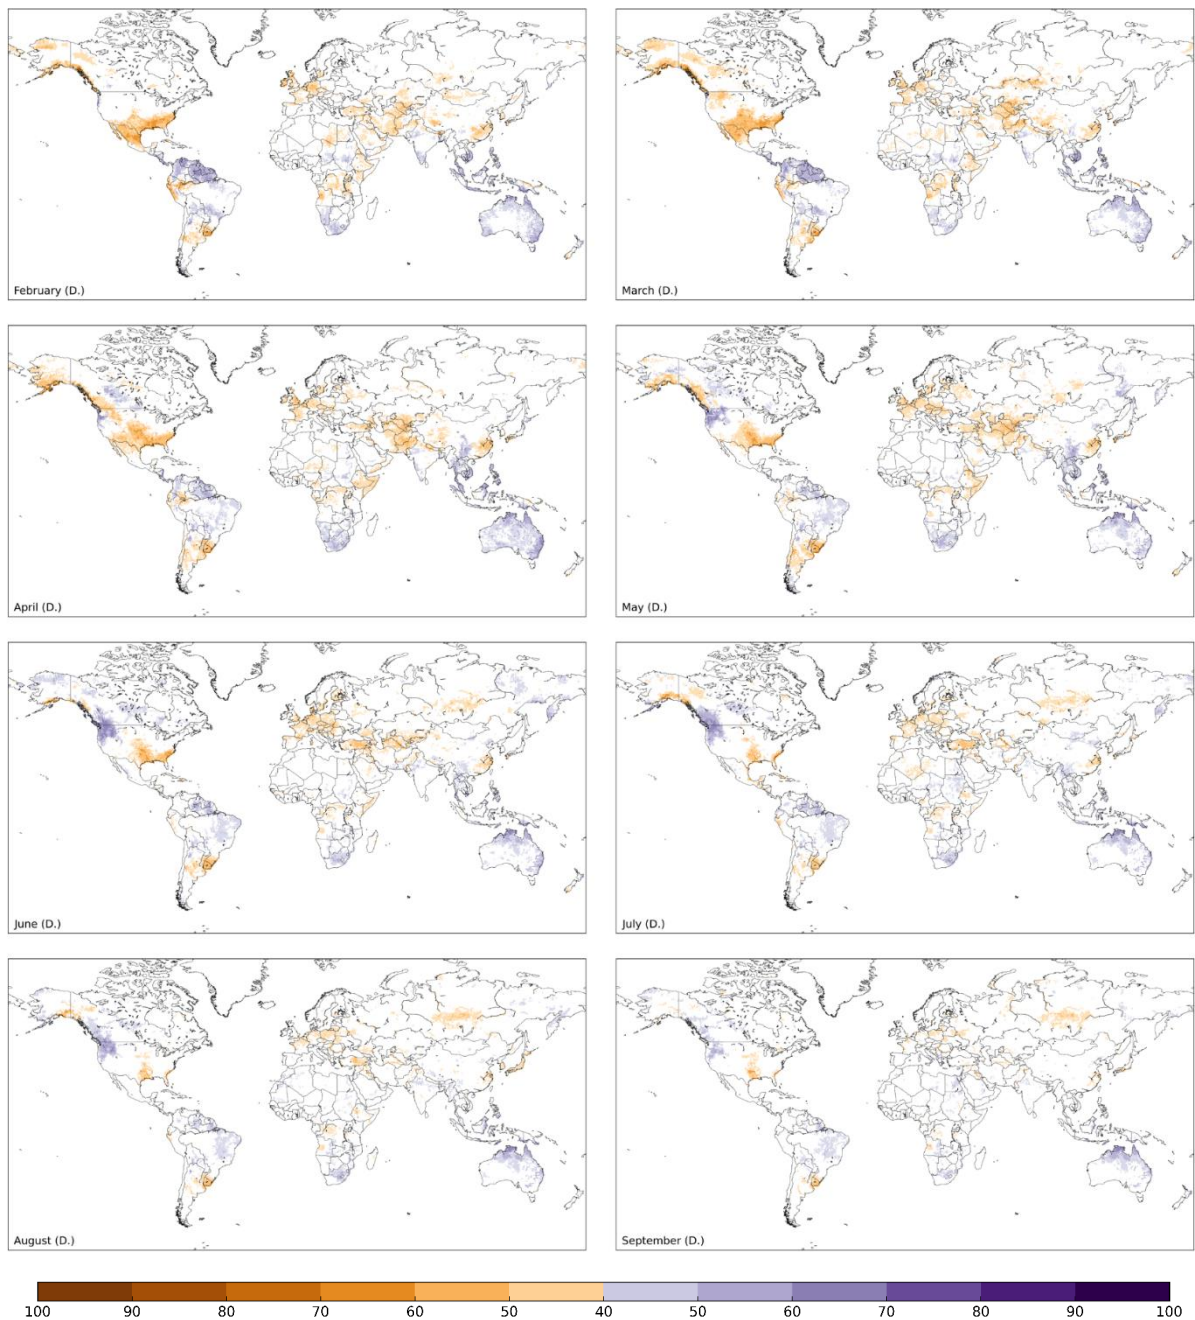 February (D.)
March (D.)
April (D.)
May (D.)
June (D.)
July (D.)
August (D.)
September (D.)
100 90 80 70 60 50 40 50 60 70 80 90 100